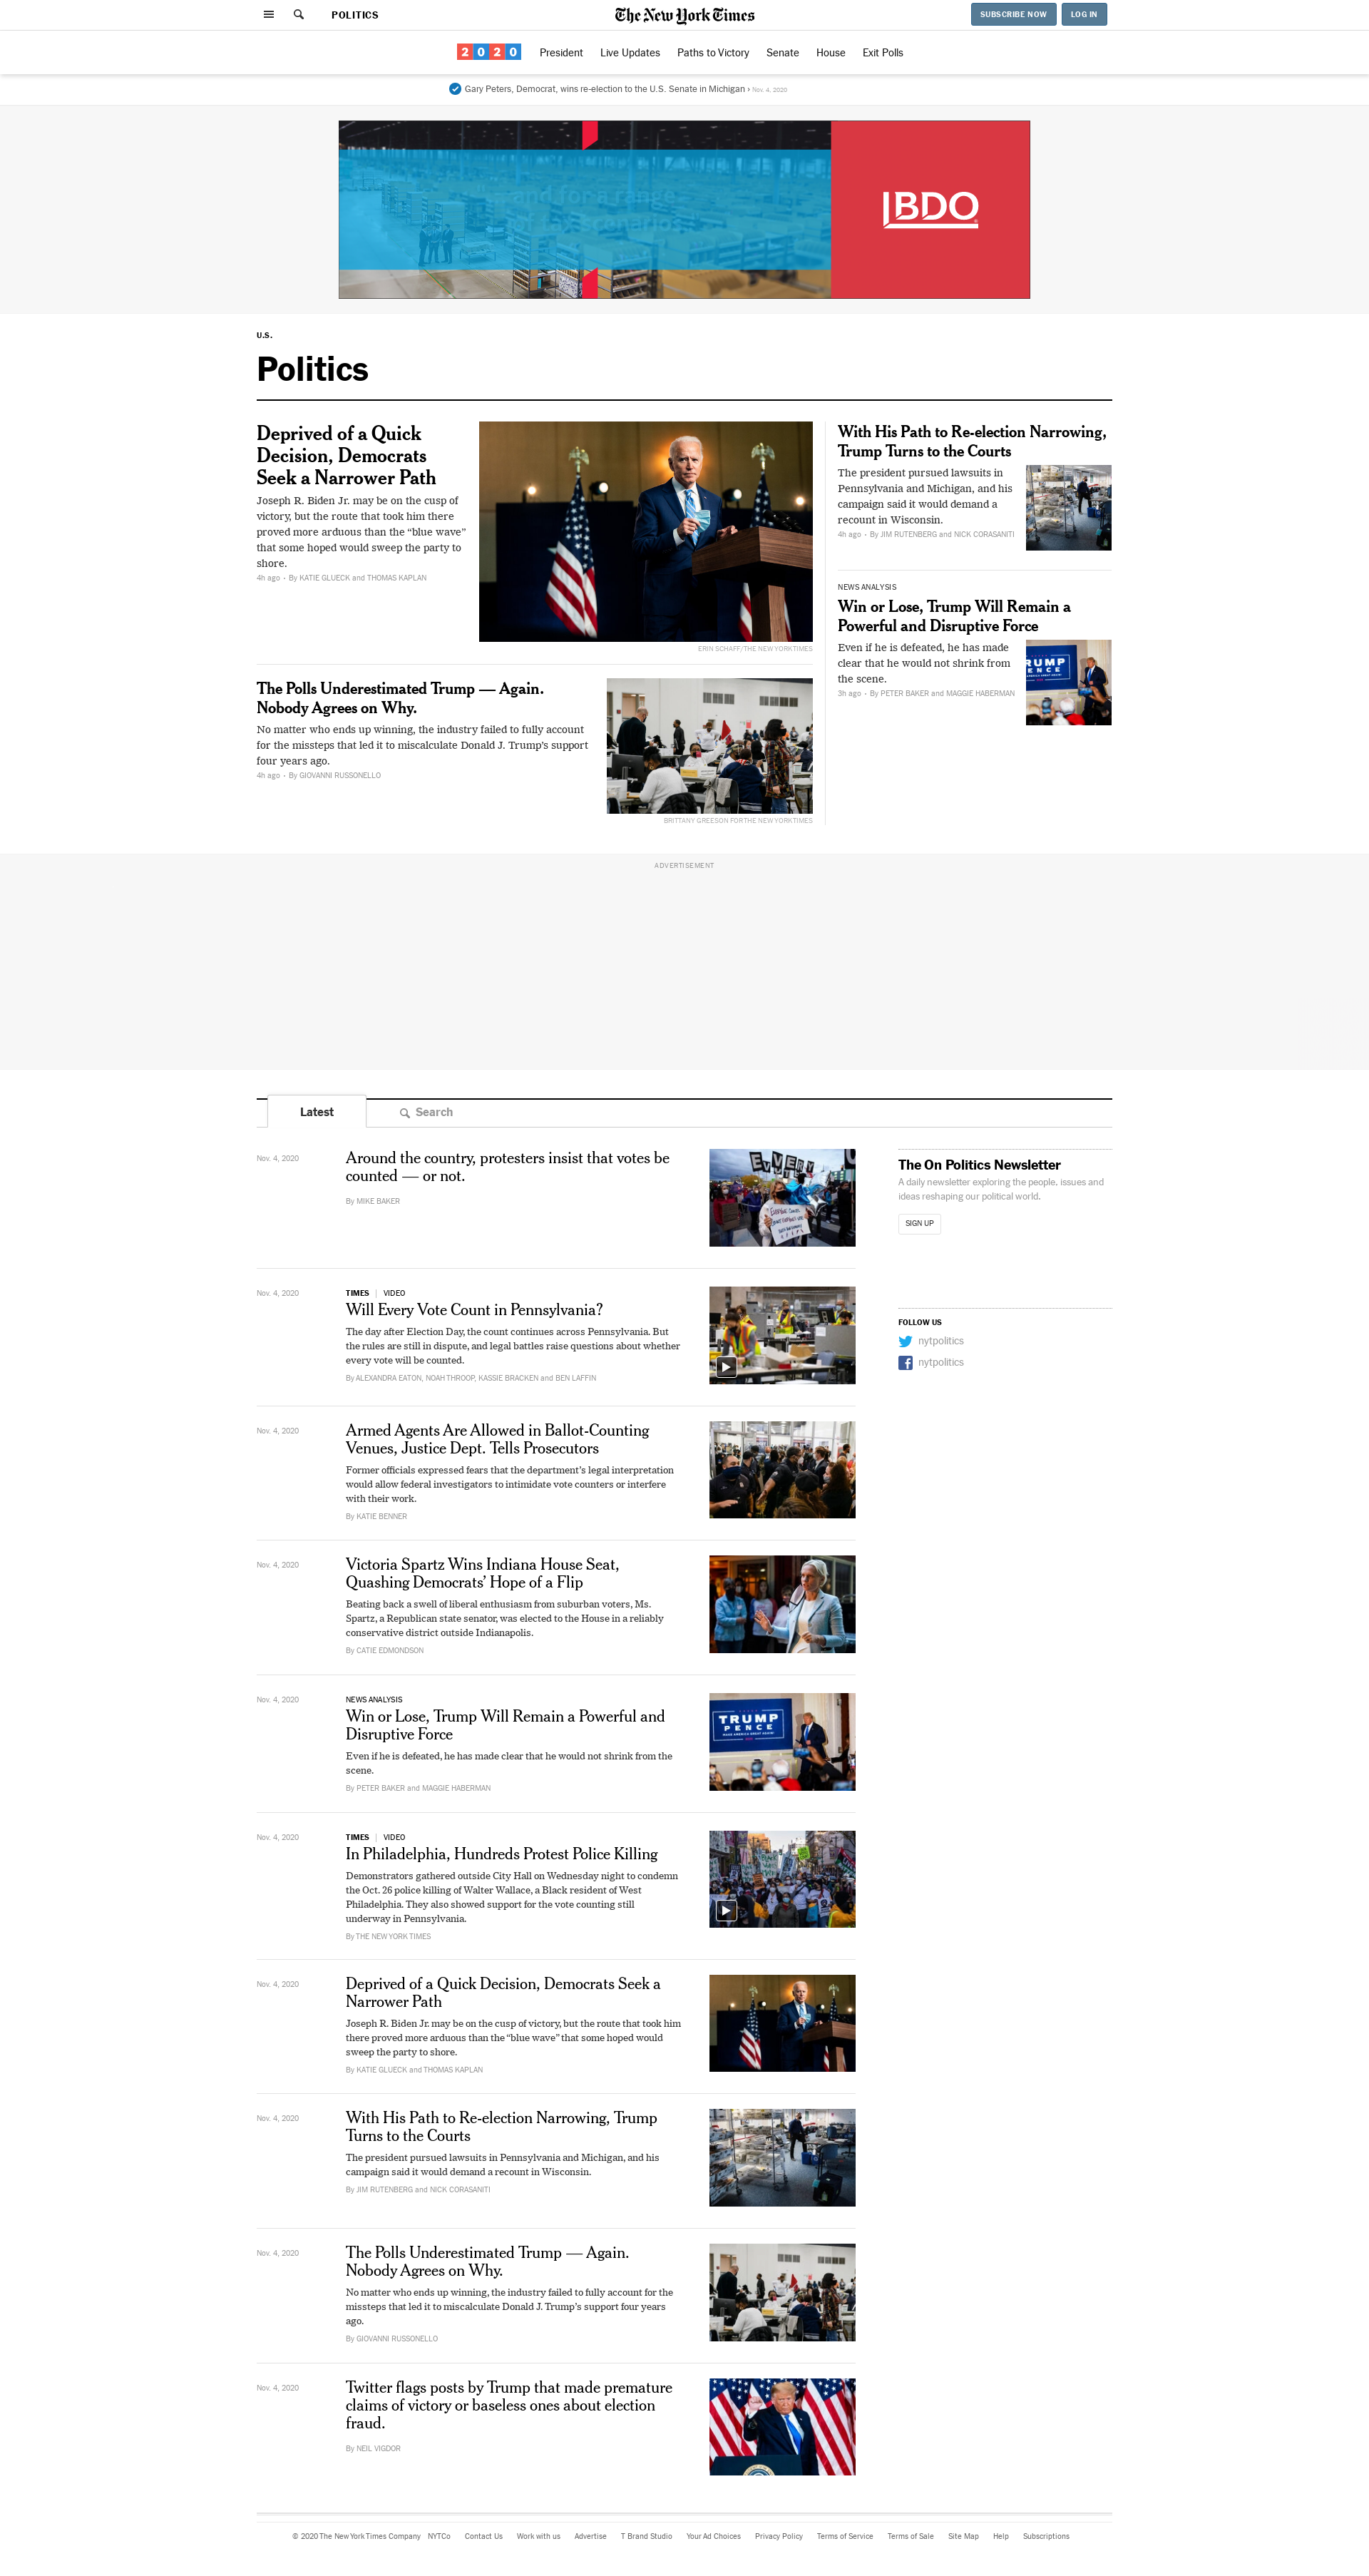 POLITICS
The New York Times
SUBSCRIBE NOW
LOG IN
2020
President
Live Updates
Paths to Victory
Senate
House
Exit Polls
Gary Peters, Democrat, wins re-election to the U.S. Senate in Michigan › Nov. 4, 2020
BDO
U.S.
Politics
Deprived of a Quick
Decision, Democrats
Seek a Narrower Path
Joseph R. Biden Jr. may be on the cusp of
victory, but the route that took him there
proved more arduous than the “blue wave”
that some hoped would sweep the party to
shore.
4h ago - By KATIE GLUECK and THOMAS KAPLAN
ERIN SCHAFF/THE NEW YORK TIMES
The Polls Underestimated Trump — Again.
Nobody Agrees on Why.
No matter who ends up winning, the industry failed to fully account
for the missteps that led it to miscalculate Donald J. Trump’s support
four years ago.
4h ago - By GIOVANNI RUSSONELLO
BRITTANY GREESON FOR THE NEW YORK TIMES
With His Path to Re-election Narrowing,
Trump Turns to the Courts
The president pursued lawsuits in
Pennsylvania and Michigan, and his
campaign said it would demand a
recount in Wisconsin.
4h ago - By JIM RUTENBERG and NICK CORASANITI
NEWS ANALYSIS
Win or Lose, Trump Will Remain a
Powerful and Disruptive Force
Even if he is defeated, he has made
clear that he would not shrink from
the scene.
3h ago - By PETER BAKER and MAGGIE HABERMAN
ADVERTISEMENT
Latest
Search
Nov. 4, 2020
Around the country, protesters insist that votes be
counted — or not.
By MIKE BAKER
Nov. 4, 2020
TIMES | VIDEO
Will Every Vote Count in Pennsylvania?
The day after Election Day, the count continues across Pennsylvania. But
the rules are still in dispute, and legal battles raise questions about whether
every vote will be counted.
By ALEXANDRA EATON, NOAH THROOP, KASSIE BRACKEN and BEN LAFFIN
Nov. 4, 2020
Armed Agents Are Allowed in Ballot-Counting
Venues, Justice Dept. Tells Prosecutors
Former officials expressed fears that the department’s legal interpretation
would allow federal investigators to intimidate vote counters or interfere
with their work.
By KATIE BENNER
Nov. 4, 2020
Victoria Spartz Wins Indiana House Seat,
Quashing Democrats’ Hope of a Flip
Beating back a swell of liberal enthusiasm from suburban voters, Ms.
Spartz, a Republican state senator, was elected to the House in a reliably
conservative district outside Indianapolis.
By CATIE EDMONDSON
Nov. 4, 2020
NEWS ANALYSIS
Win or Lose, Trump Will Remain a Powerful and
Disruptive Force
Even if he is defeated, he has made clear that he would not shrink from the
scene.
By PETER BAKER and MAGGIE HABERMAN
TRUMP
PENCE
Nov. 4, 2020
TIMES | VIDEO
In Philadelphia, Hundreds Protest Police Killing
Demonstrators gathered outside City Hall on Wednesday night to condemn
the Oct. 26 police killing of Walter Wallace, a Black resident of West
Philadelphia. They also showed support for the vote counting still
underway in Pennsylvania.
By THE NEW YORK TIMES
Nov. 4, 2020
Deprived of a Quick Decision, Democrats Seek a
Narrower Path
Joseph R. Biden Jr. may be on the cusp of victory, but the route that took him
there proved more arduous than the “blue wave” that some hoped would
sweep the party to shore.
By KATIE GLUECK and THOMAS KAPLAN
Nov. 4, 2020
With His Path to Re-election Narrowing, Trump
Turns to the Courts
The president pursued lawsuits in Pennsylvania and Michigan, and his
campaign said it would demand a recount in Wisconsin.
By JIM RUTENBERG and NICK CORASANITI
Nov. 4, 2020
The Polls Underestimated Trump — Again.
Nobody Agrees on Why.
No matter who ends up winning, the industry failed to fully account for the
missteps that led it to miscalculate Donald J. Trump’s support four years
ago.
By GIOVANNI RUSSONELLO
Nov. 4, 2020
Twitter flags posts by Trump that made premature
claims of victory or baseless ones about election
fraud.
By NEIL VIGDOR
The On Politics Newsletter
A daily newsletter exploring the people, issues and
ideas reshaping our political world.
SIGN UP
FOLLOW US
nytpolitics
nytpolitics
© 2020 The New York Times Company NYTCo Contact Us Work with us Advertise T Brand Studio Your Ad Choices Privacy Policy Terms of Service Terms of Sale Site Map Help Subscriptions